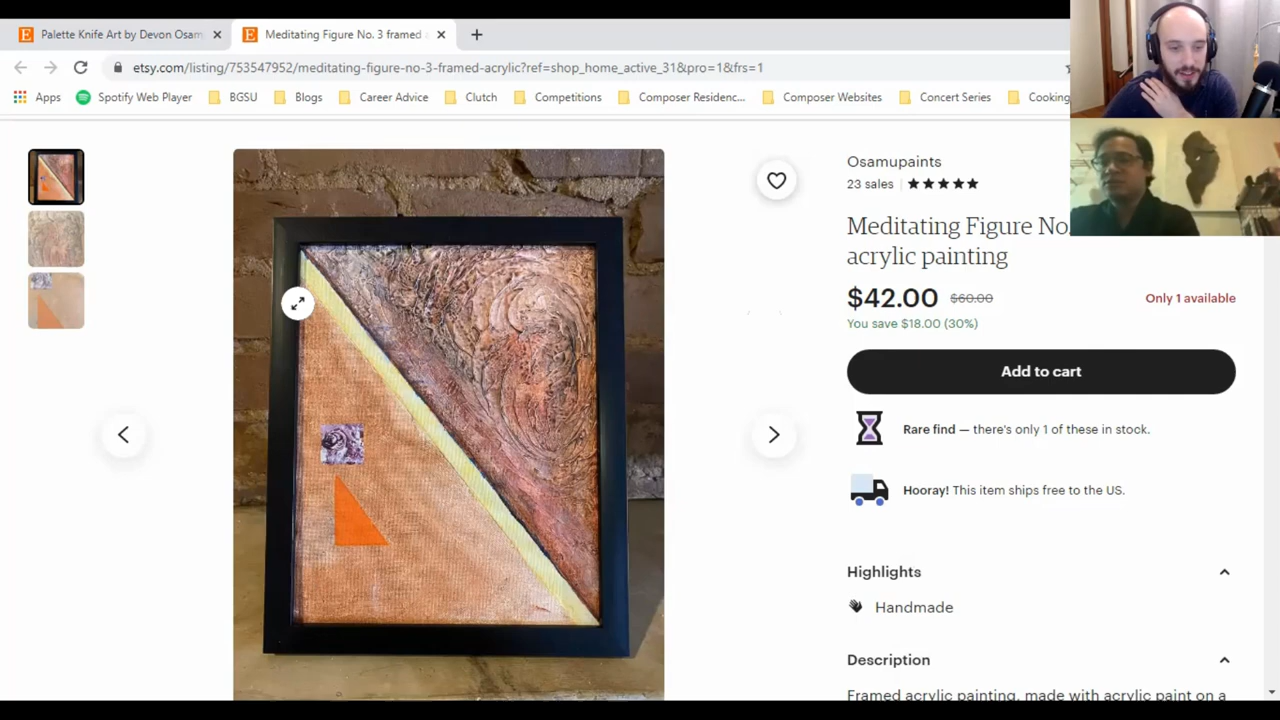 Palette Knife Art by Devon Osam
Meditating Figure No. 3 framed a
etsy.com/listing/753547952/meditating-figure-no-3-framed-acrylic?ref=shop_home_active_31&pro=1&frs=1
Apps Spotify Web Player BGSU Blogs Career Advice Clutch Competitions Composer Residenc... Composer Websites Concert Series Cooking
Osamupaints
23 sales
Meditating Figure No
acrylic painting
$42.00 $60.00 Only 1 available
You save $18.00 (30%)
Add to cart
Rare find — there's only 1 of these in stock.
Hooray! This item ships free to the US.
Highlights
Handmade
Description
Framed acrylic painting, made with acrylic paint on a